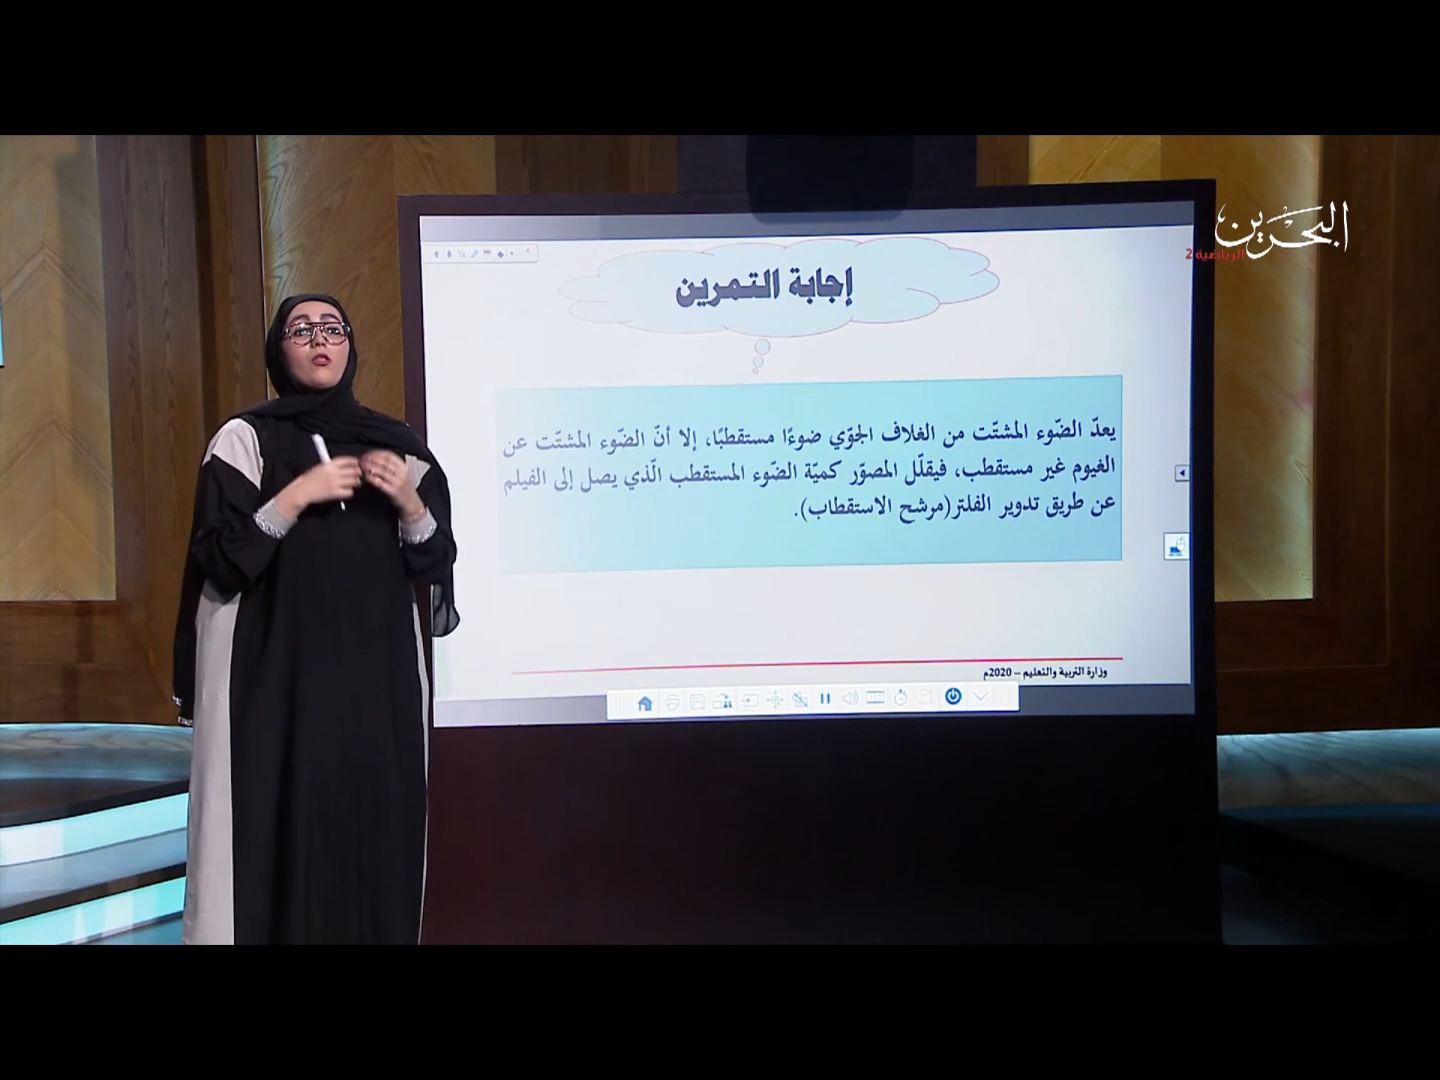 البحرين
الرياضية 2
إجابة التمرين
يعدّ الضّوء المشتّت من الغلاف الجوّي ضوءًا مستقطبًا، إلا أنّ الضّوء المشتّت عن
الغيوم غير مستقطب، فيقلّل المصوّر كميّة الضّوء المستقطب الّذي يصل إلى الفيلم
عن طريق تدوير الفلتر(مرشح الاستقطاب).
وزارة التربية والتعليم – 2020م